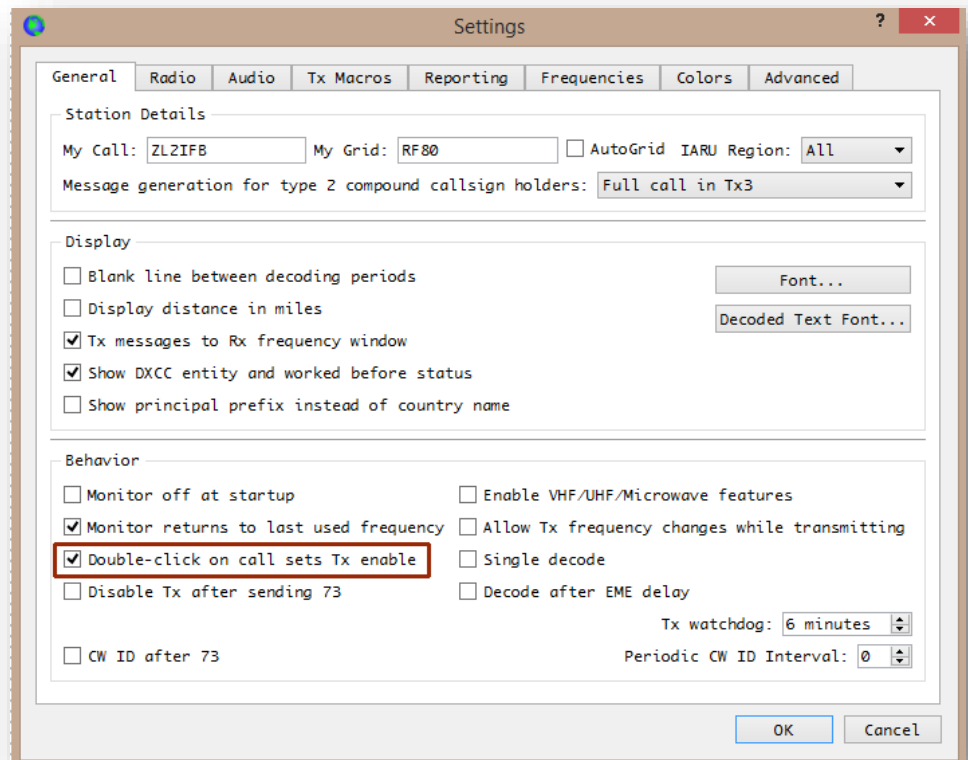 Settings
?
×
General Radio Audio Tx Macros Reporting Frequencies Colors Advanced
Station Details
My Call: ZL2IFB My Grid: RF80 AutoGrid IARU Region: All
Message generation for type 2 compound callsign holders: Full call in Tx3
Display
Blank line between decoding periods
Font...
Display distance in miles
Decoded Text Font...
Tx messages to Rx frequency window
Show DXCC entity and worked before status
Show principal prefix instead of country name
Behavior
Monitor off at startup Enable VHF/UHF/Microwave features
Monitor returns to last used frequency Allow Tx frequency changes while transmitting
Double-click on call sets Tx enable Single decode
Disable Tx after sending 73 Decode after EME delay
Tx watchdog: 6 minutes
CW ID after 73 Periodic CW ID Interval: 0
OK Cancel